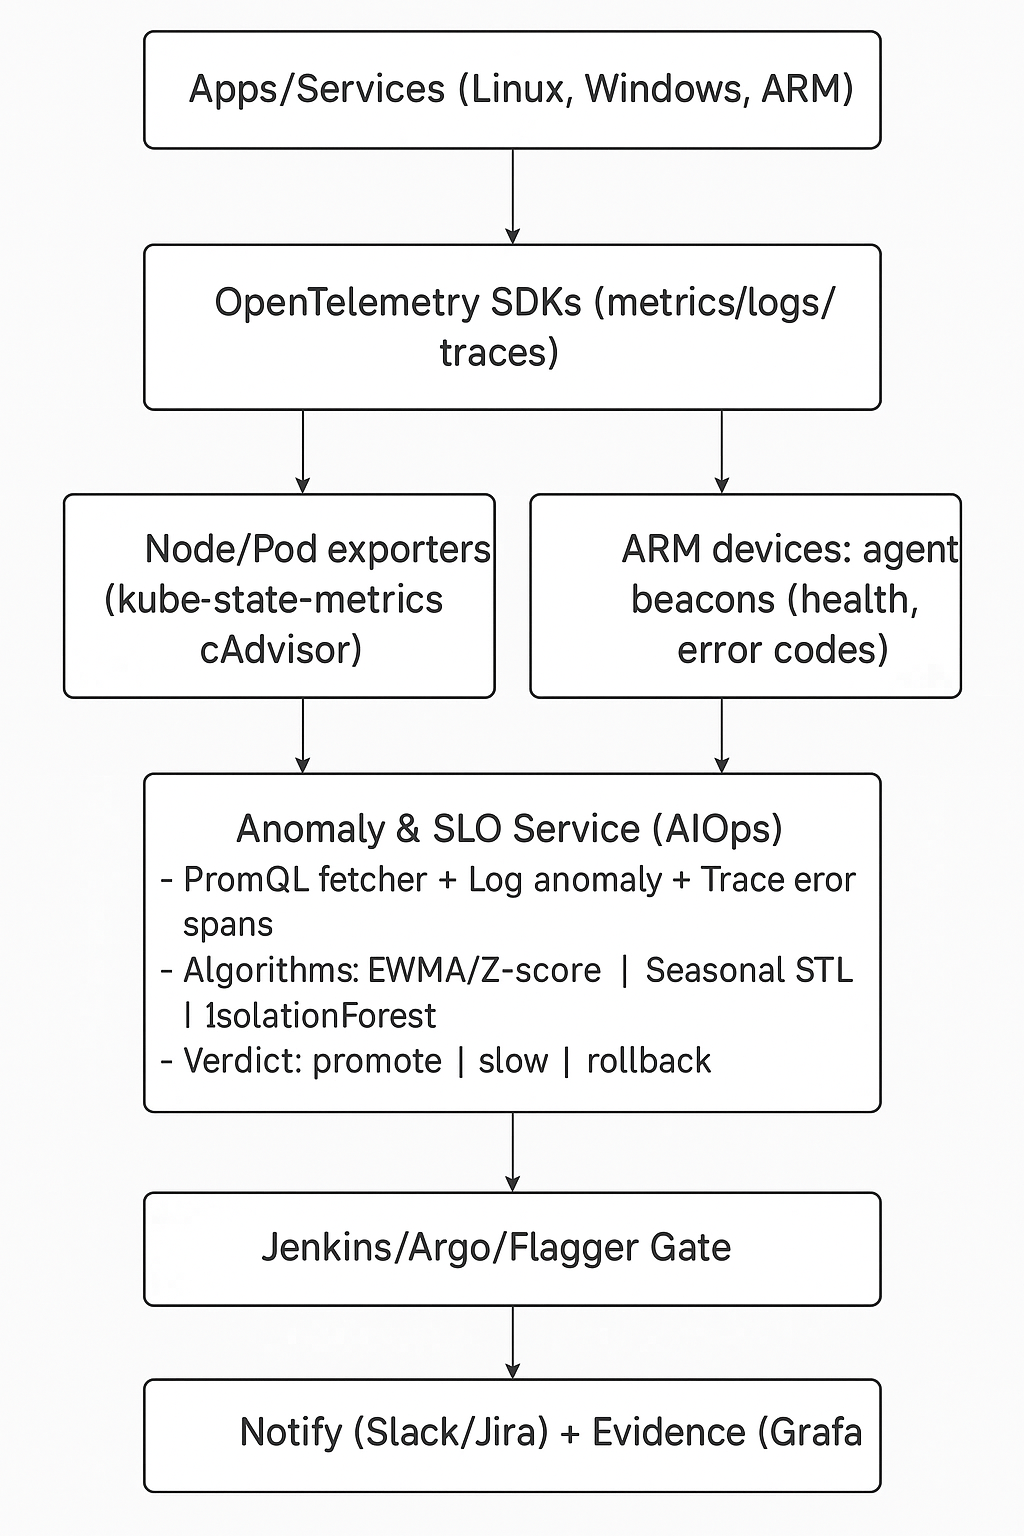 Apps/Services (Linux, Windows, ARM)
OpenTelemetry SDKs (metrics/logs/
traces)
Node/Pod exporters
(kube-state-metrics
cAdvisor)
ARM devices: agent
beacons (health,
error codes)
Anomaly & SLO Service (AIOps)
- PromQL fetcher + Log anomaly + Trace eror
spans
- Algorithms: EWMA/Z-score | Seasonal STL
| 1solationForest
- Verdict: promote | slow | rollback
Jenkins/Argo/Flagger Gate
Notify (Slack/Jira) + Evidence (Grafa